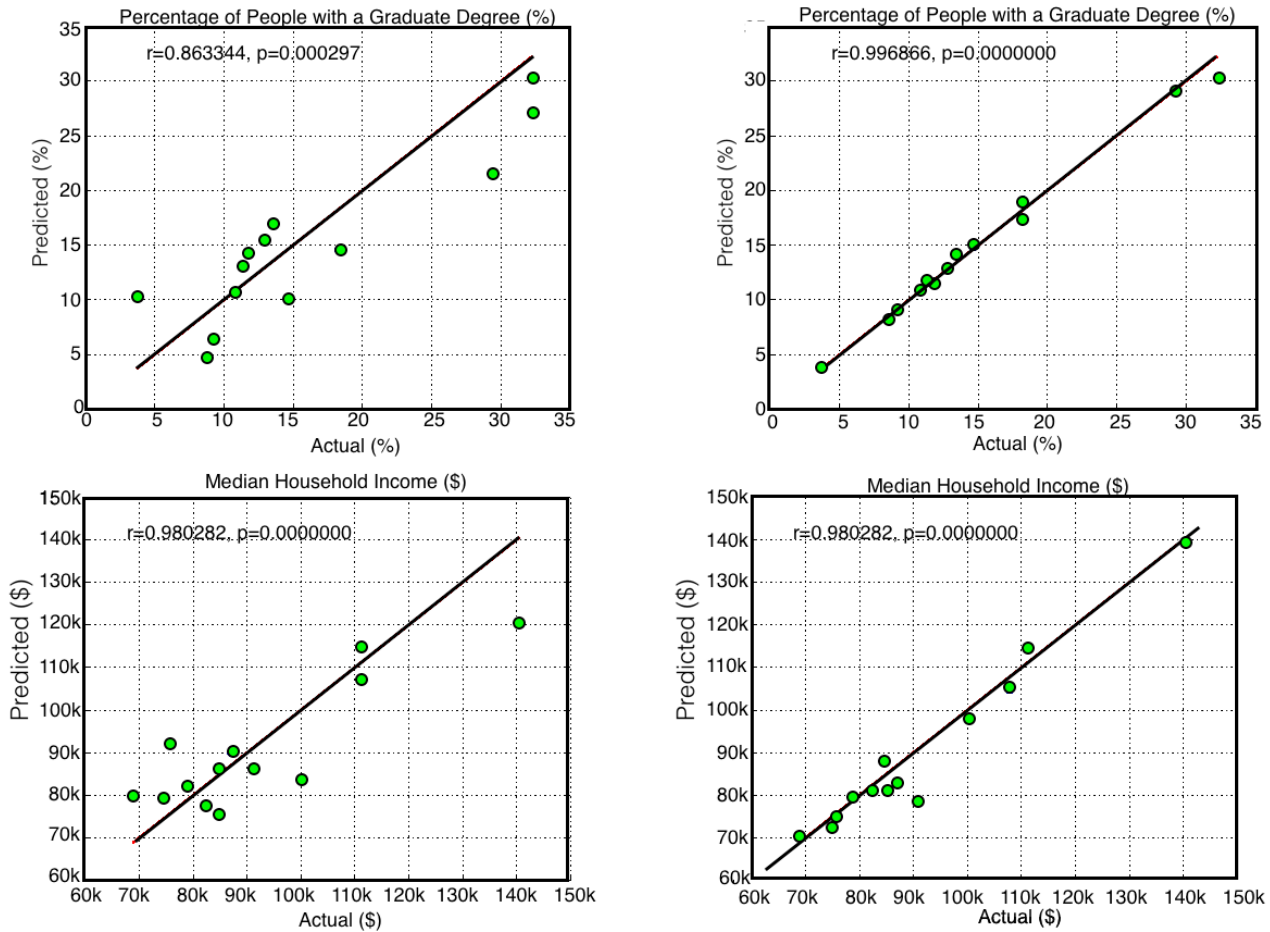 Percentage of People with a Graduate Degree (%)
r=0.863344, p=0.000297
35
30
25
20
15
10
5
0
Predicted (%)
0 5 10 15 20 25 30 35
Actual (%)
Percentage of People with a Graduate Degree (%)
r=0.996866, p=0.0000000
30
25
20
15
10
5
0
Predicted (%)
0 5 10 15 20 25 30 35
Actual (%)
Median Household Income ($)
r=0.980282, p=0.0000000
150k
140k
130k
120k
110k
100k
90k
80k
70k
60k
Predicted ($)
60k 70k 80k 90k 100k 110k 120k 130k 140k 150k
Actual ($)
Median Household Income ($)
r=0.980282, p=0.0000000
150k
140k
130k
120k
110k
100k
90k
80k
70k
60k
Predicted ($)
60k 70k 80k 90k 100k 110k 120k 130k 140k 150k
Actual ($)